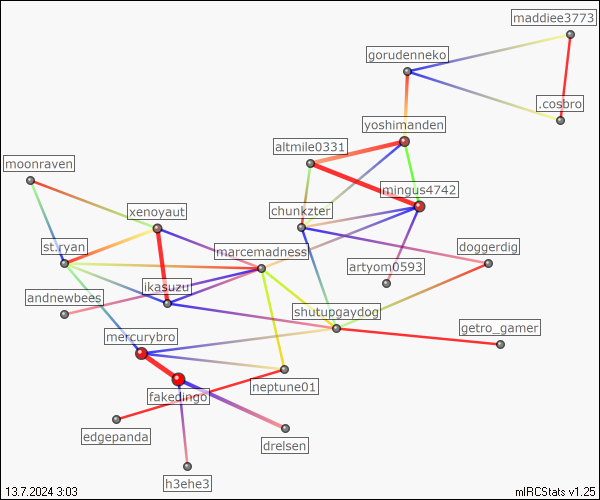 maddiee3773
gorudenneko
.cosbro
yoshimanden
altmile0331
moonraven
mingus4742
xenoyaut
chunkzter
st.ryan
marcemadness
doggerdig
artyom0593
ikasuzu
andnewbees
shutupgaydog
getro_gamer
mercurybro
neptune01
fakedingo
edgepanda
drelsen
h3ehe3
13.7.2024 3:03
mIRCStats v1.25